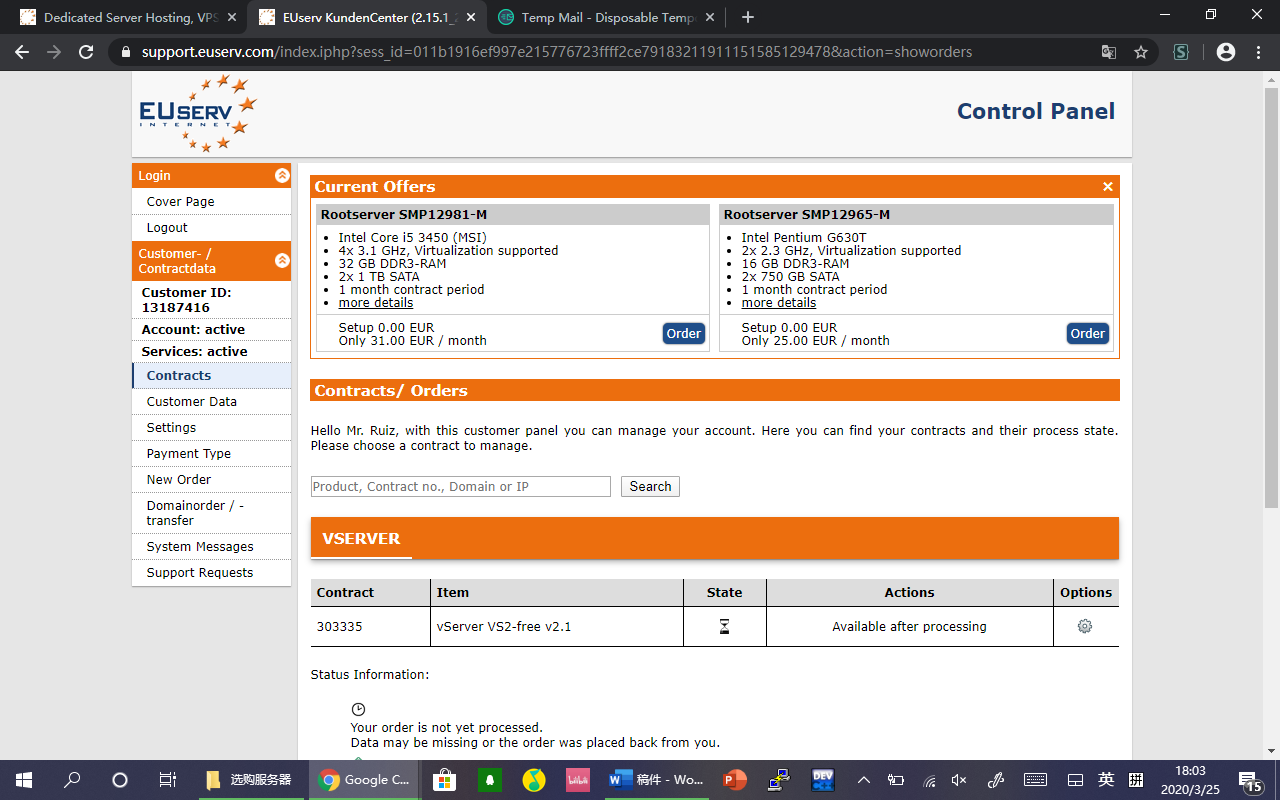 Dedicated Server Hosting, VPS
EUserv KundenCenter (2.15.1_
Temp Mail - Disposable Tempo
support.euserv.com/index.iphp?sess_id=011b1916ef997e215776723ffff2ce79183211911151585129478&action=showorders
EUSERV
INTERNET
Control Panel
Login
Cover Page
Logout
Customer- /
Contractdata
Customer ID:
13187416
Account: active
Services: active
Contracts
Customer Data
Settings
Payment Type
New Order
Domainorder / -
transfer
System Messages
Support Requests
Current Offers
Rootserver SMP12981-M
Intel Core i5 3450 (MSI)
4x 3.1 GHz, Virtualization supported
32 GB DDR3-RAM
2x 1 TB SATA
1 month contract period
more details
Setup 0.00 EUR
Only 31.00 EUR / month
Order
Rootserver SMP12965-M
Intel Pentium G630T
2x 2.3 GHz, Virtualization supported
16 GB DDR3-RAM
2x 750 GB SATA
1 month contract period
more details
Setup 0.00 EUR
Only 25.00 EUR / month
Order
Contracts/ Orders
Hello Mr. Ruiz, with this customer panel you can manage your account. Here you can find your contracts and their process state.
Please choose a contract to manage.
Product, Contract no., Domain or IP
Search
VSERVER
Contract Item State Actions Options
303335 vServer VS2-free v2.1 Available after processing
Status Information:
Your order is not yet processed.
Data may be missing or the order was placed back from you.
选购服务器
Google C...
稿件 - Wo...
DEV
英
拼
18:03
2020/3/25
15